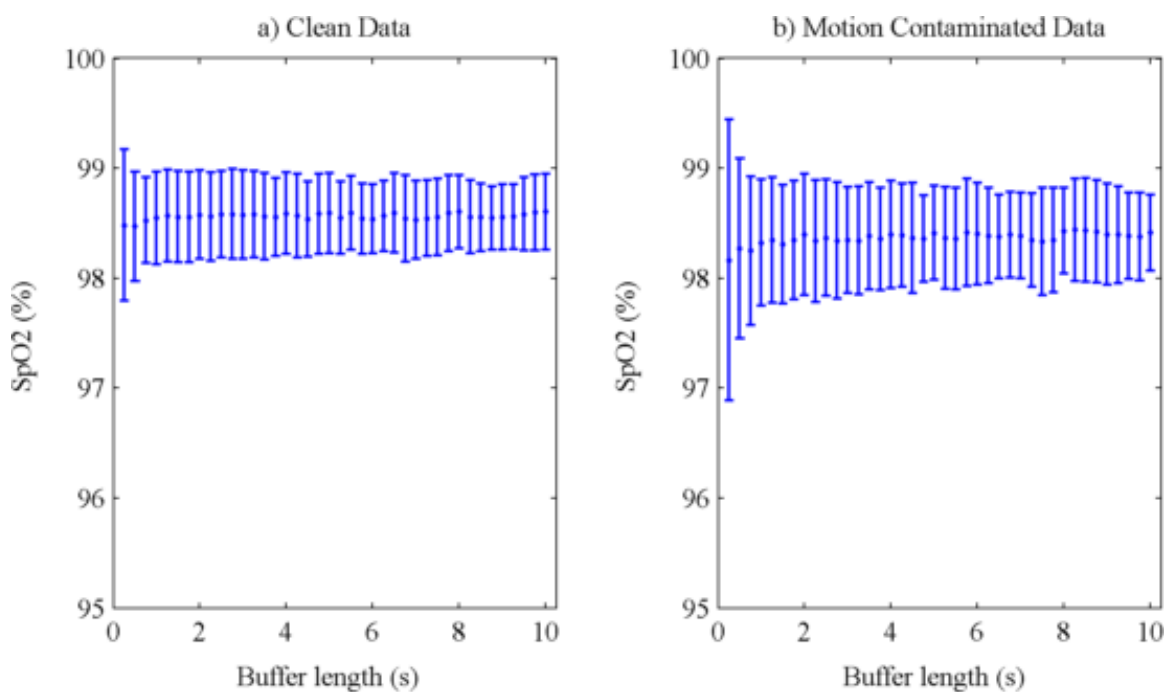 a) Clean Data
100
99
98
97
96
95
SpO2 (%)
0 2 4 6 8 10
Buffer length (s)
b) Motion Contaminated Data
100
99
98
97
96
95
SpO2 (%)
0 2 4 6 8 10
Buffer length (s)